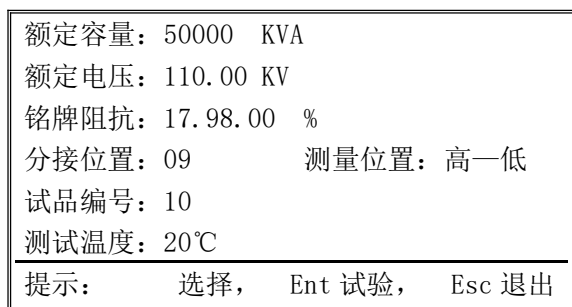 额定容量：50000 KVA
额定电压：110.00 KV
铭牌阻抗：17.98.00 %
分接位置：09 测量位置：高—低
试品编号：10
测试温度：20℃
提示： 选择， Ent 试验， Esc 退出